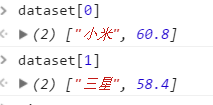 dataset[0]
(2) ["小米", 60.8]
dataset[1]
(2) ["三星", 58.4]